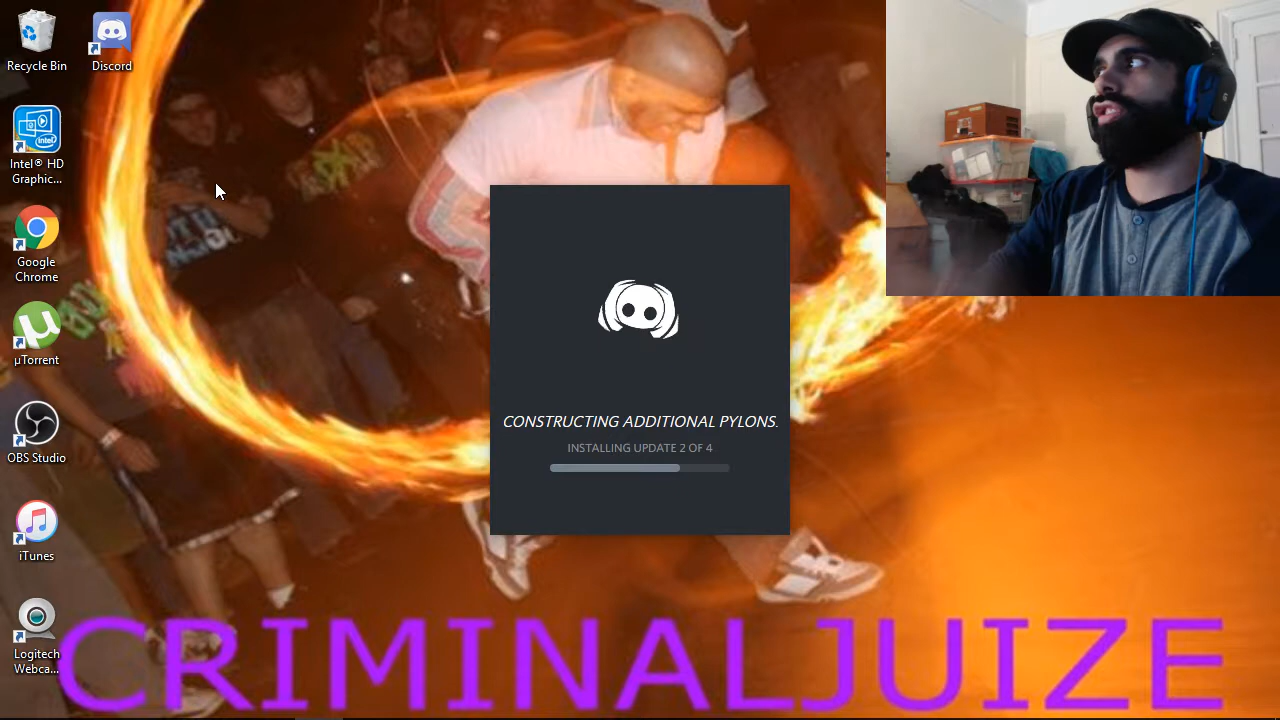 Recycle Bin
Discord
Intel® HD
Graphic...
Google
Chrome
µTorrent
OBS Studio
iTunes
Logitech
Webca...
CONSTRUCTING ADDITIONAL PYLONS.
INSTALLING UPDATE 2 OF 4
CRIMINALJUIZE